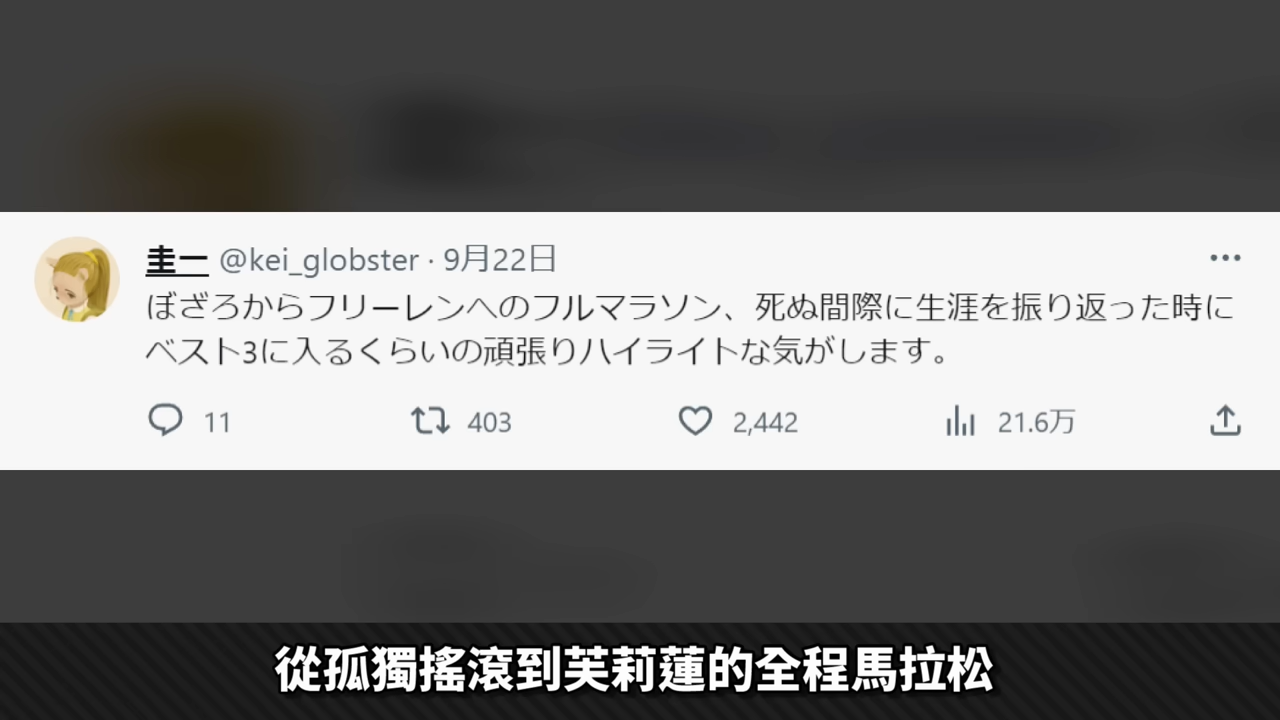 圭一 @kei_globster · 9月22日
ぼざろからフリーレンへのフルマラソン、死ぬ間際に生涯を振り返った時に
ベスト3に入るくらいの頑張りハイライトな気がします。
11 403 2,442 21.6万
從孤獨搖滾到芙莉蓮的全程馬拉松